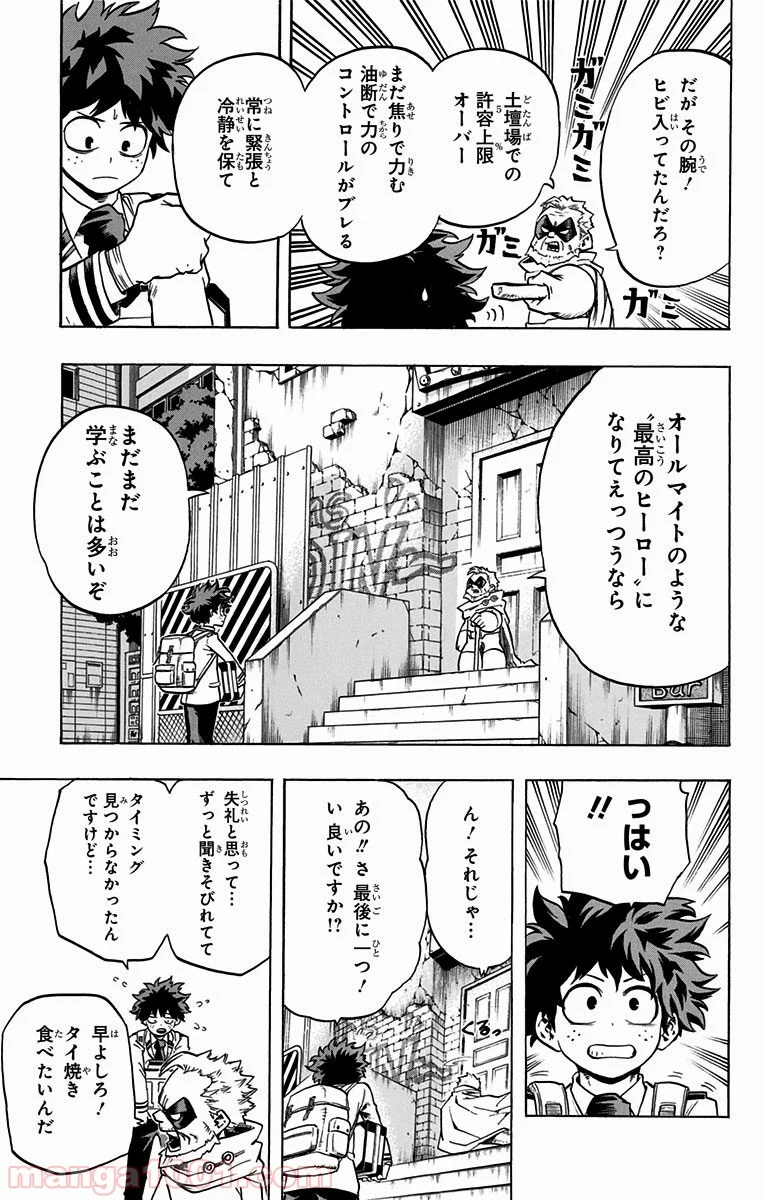 だが その腕！
ヒビ入ってたんだろ？
ガミガミ
ガミガミ
土壇場での
許容上限
5%
オーバー
まだ焦りで力む
油断で力の
コントロールがブレる
常に緊張と
冷静を保て
オールマイトのような
〝最高のヒーロー〟に
なりてえっつうなら
まだまだ
学ぶことは多いぞ
Bar
っはい
!!
ん！それじゃ…
あの!! さ 最後に一つ！
い 良いですか!?
くるっ
失礼と思って…
ずっと聞きそびれてて
タイミング
見つからなかったん
ですけど…
早よしろ！
タイ焼き
食べたいんだ
manga1001.com